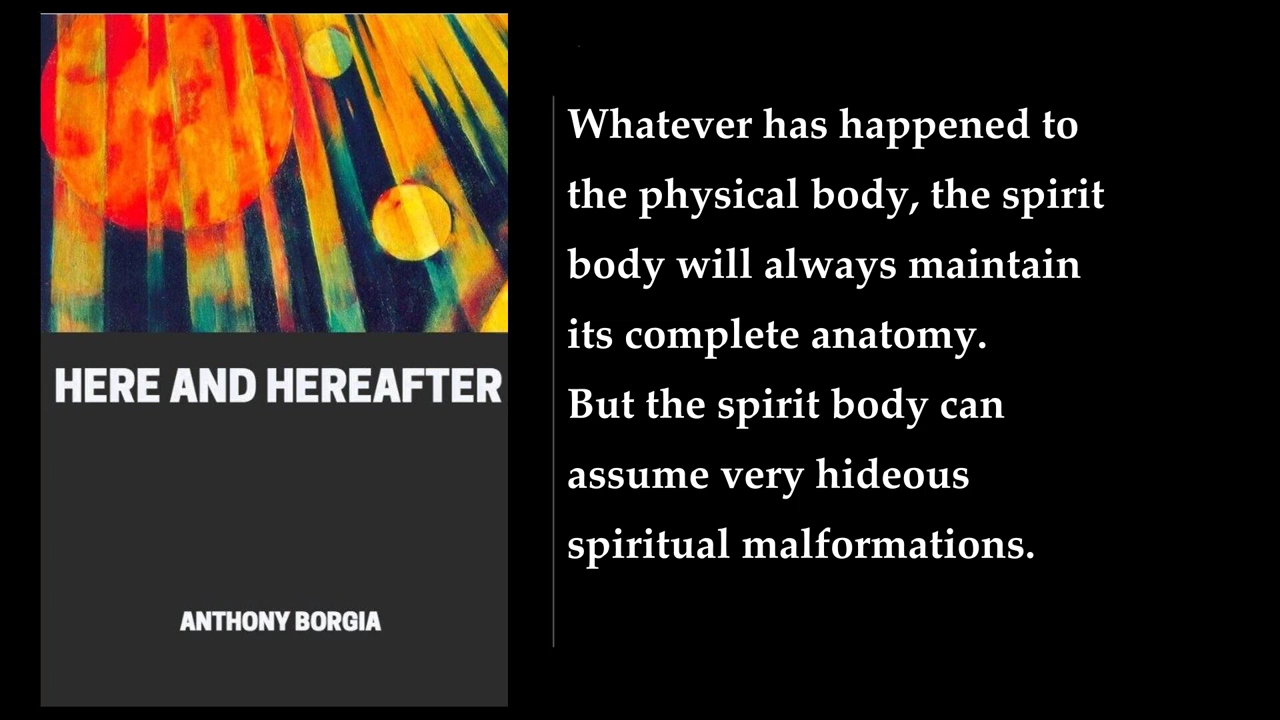 HERE AND HEREAFTER
ANTHONY BORGIA
Whatever has happened to
the physical body, the spirit
body will always maintain
its complete anatomy.
But the spirit body can
assume very hideous
spiritual malformations.